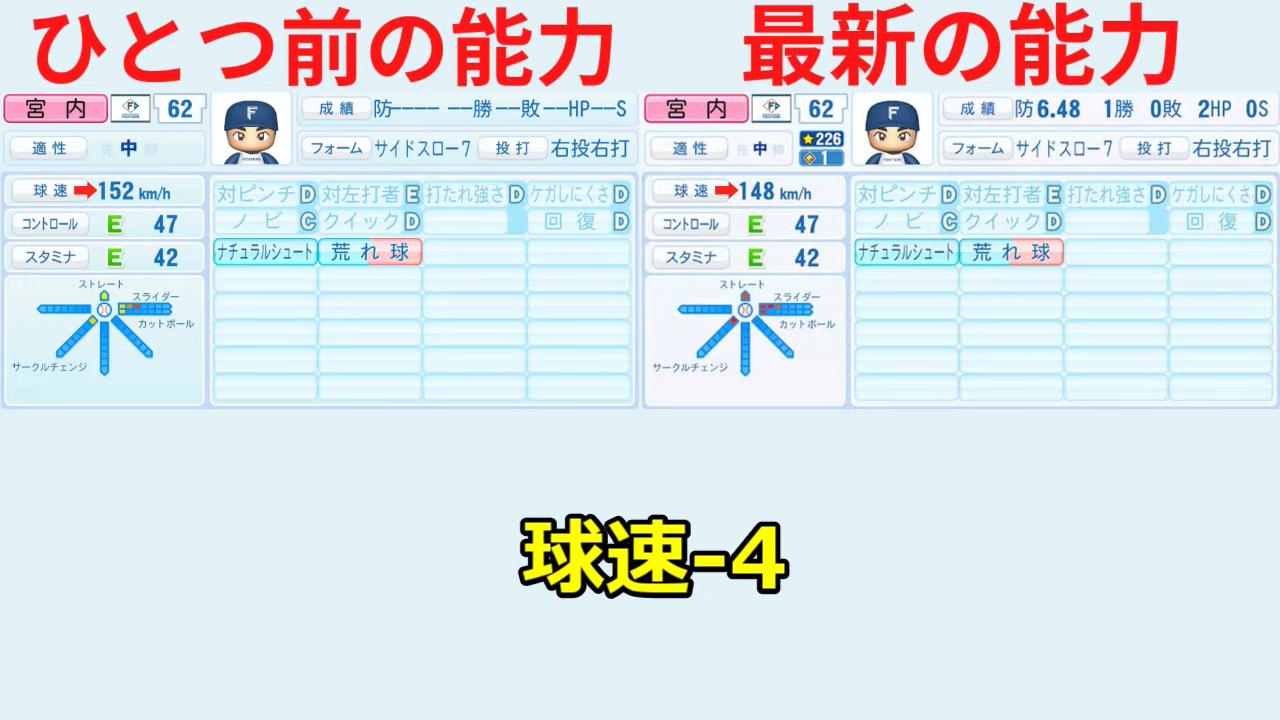 ひとつ前の能力
宮内 F FIGHTERS 62 成績 防---- --勝--敗--HP--S
適性 先中抑 フォーム サイドスロー7 投打 右投右打
球速 152 km/h 対ピンチ D 対左打者 E 打たれ強さ D ケガしにくさ D
コントロール E 47 ノビ C クイック D 回復 D
スタミナ E 42 ナチュラルシュート 荒れ球
ストレート
スライダー
カットボール
サークルチェンジ
最新の能力
宮内 F FIGHTERS 62 成績 防6.48 1勝 0敗 2HP 0S
適性 先中抑 ★226 1 フォーム サイドスロー7 投打 右投右打
球速 148 km/h 対ピンチ D 対左打者 E 打たれ強さ D ケガしにくさ D
コントロール E 47 ノビ C クイック D 回復 D
スタミナ E 42 ナチュラルシュート 荒れ球
ストレート
スライダー
カットボール
サークルチェンジ
球速-4